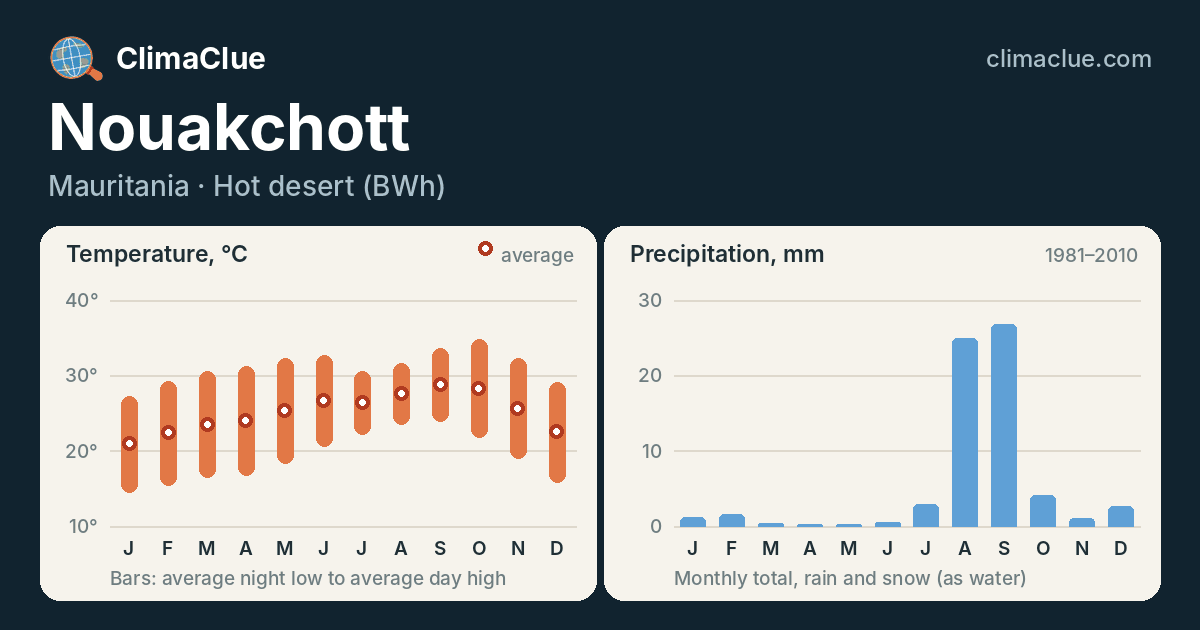 ClimaClue
climaclue.com
Nouakchott
Mauritania · Hot desert (BWh)
Temperature, °C
average
40°
30°
20°
10°
J F M A M J J A S O N D
Bars: average night low to average day high
Precipitation, mm
1981–2010
30
20
10
0
J F M A M J J A S O N D
Monthly total, rain and snow (as water)